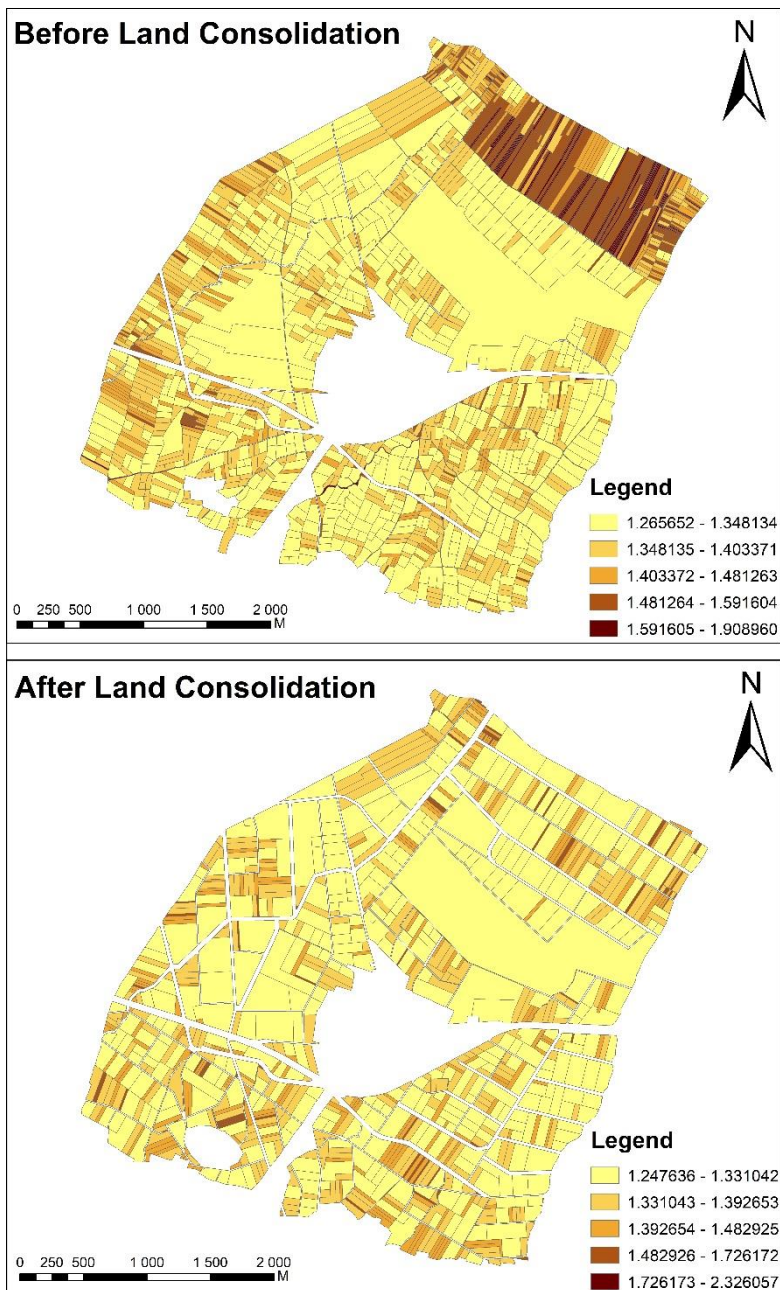 Before Land Consolidation
N
Legend
1.265652 - 1.348134
1.348135 - 1.403371
1.403372 - 1.481263
1.481264 - 1.591604
1.591605 - 1.908960
0 250 500 1 000 1 500 2 000
M
After Land Consolidation
N
Legend
1.247636 - 1.331042
1.331043 - 1.392653
1.392654 - 1.482925
1.482926 - 1.726172
1.726173 - 2.326057
0 250 500 1 000 1 500 2 000
M